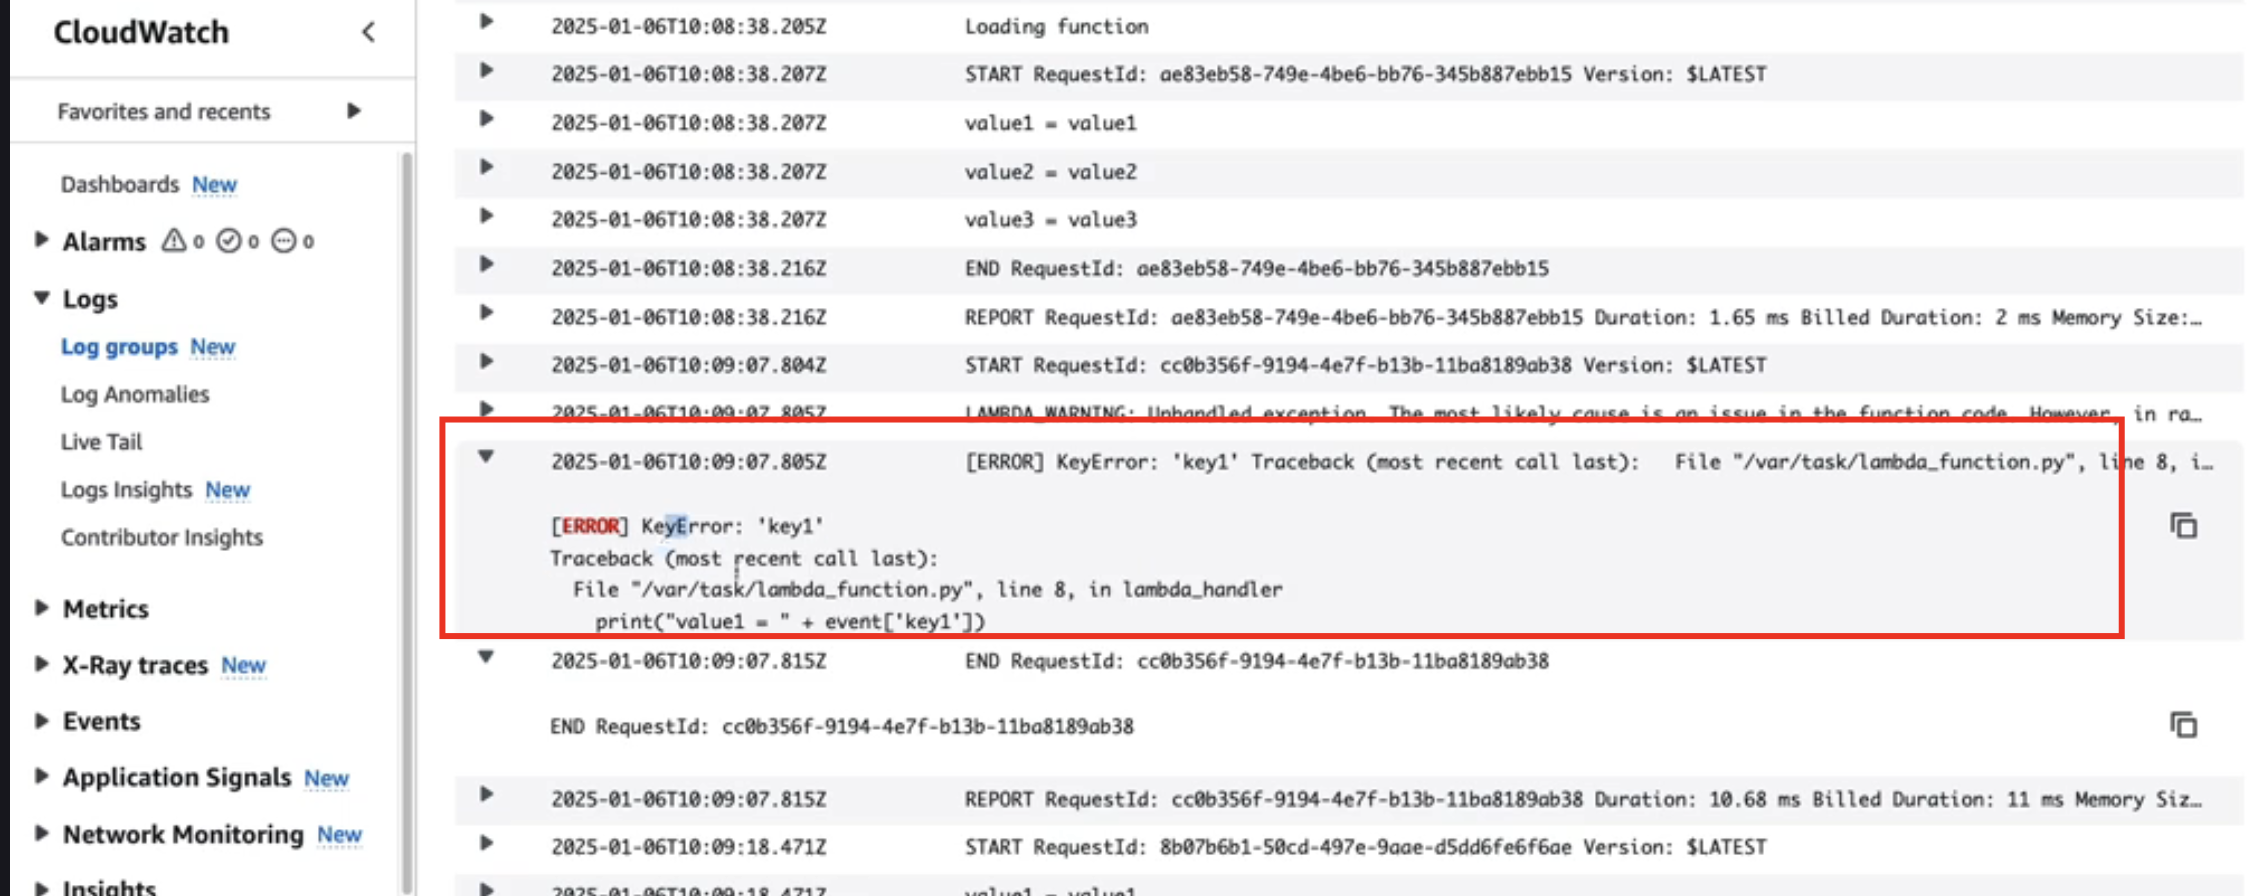 CloudWatch
Favorites and recents
Dashboards New
Alarms 0 0 0
Logs
Log groups New
Log Anomalies
Live Tail
Logs Insights New
Contributor Insights
Metrics
X-Ray traces New
Events
Application Signals New
Network Monitoring New
Insights
2025-01-06T10:08:38.205Z Loading function
2025-01-06T10:08:38.207Z START RequestId: ae83eb58-749e-4be6-bb76-345b887ebb15 Version: $LATEST
2025-01-06T10:08:38.207Z value1 = value1
2025-01-06T10:08:38.207Z value2 = value2
2025-01-06T10:08:38.207Z value3 = value3
2025-01-06T10:08:38.216Z END RequestId: ae83eb58-749e-4be6-bb76-345b887ebb15
2025-01-06T10:08:38.216Z REPORT RequestId: ae83eb58-749e-4be6-bb76-345b887ebb15 Duration: 1.65 ms Billed Duration: 2 ms Memory Size:…
2025-01-06T10:09:07.804Z START RequestId: cc0b356f-9194-4e7f-b13b-11ba8189ab38 Version: $LATEST
2025-01-06T10:09:07.805Z LAMBDA_WARNING: Unhandled exception. The most likely cause is an issue in the function code. However, in ra…
2025-01-06T10:09:07.805Z [ERROR] KeyError: 'key1' Traceback (most recent call last): File "/var/task/lambda_function.py", line 8, i…
[ERROR] KeyError: 'key1'
Traceback (most recent call last):
File "/var/task/lambda_function.py", line 8, in lambda_handler
print("value1 = " + event['key1'])
2025-01-06T10:09:07.815Z END RequestId: cc0b356f-9194-4e7f-b13b-11ba8189ab38
END RequestId: cc0b356f-9194-4e7f-b13b-11ba8189ab38
2025-01-06T10:09:07.815Z REPORT RequestId: cc0b356f-9194-4e7f-b13b-11ba8189ab38 Duration: 10.68 ms Billed Duration: 11 ms Memory Siz…
2025-01-06T10:09:18.471Z START RequestId: 8b07b6b1-50cd-497e-9aae-d5dd6fe6f6ae Version: $LATEST
2025-01-06T10:09:18.471Z value1 = value1